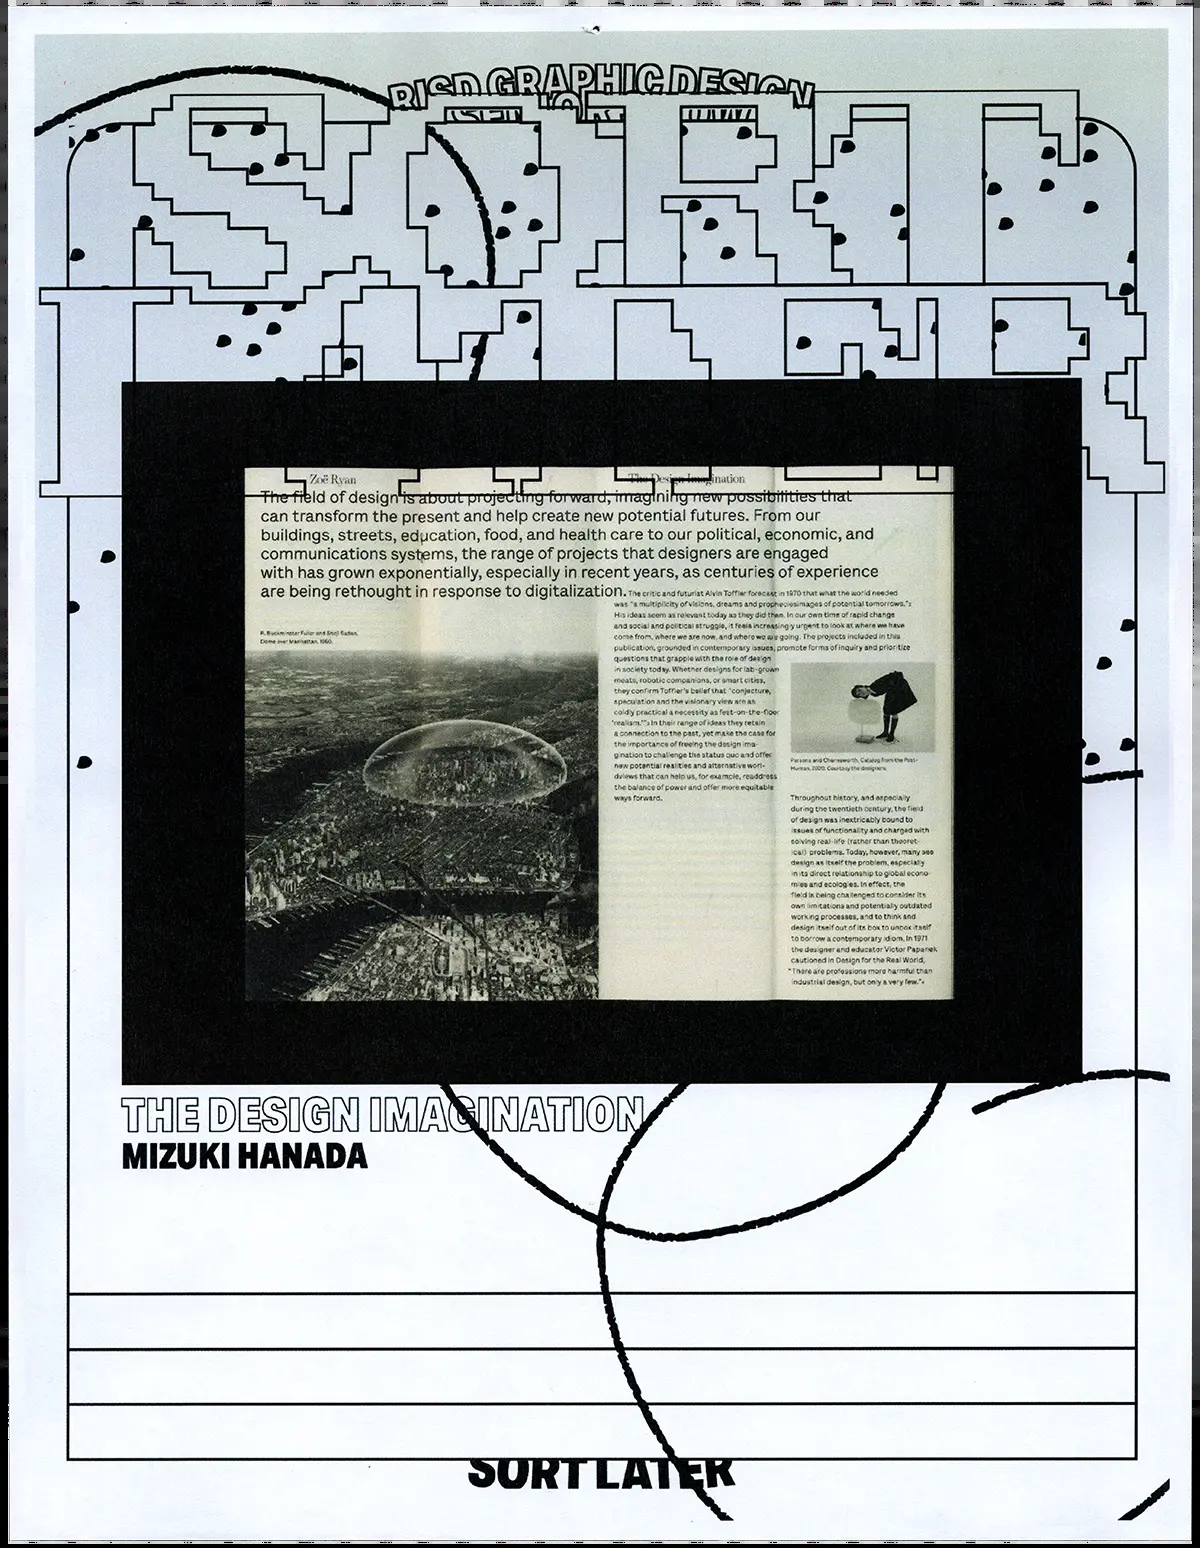 RISD GRAPHIC DESIGN
SORT
LATER
Zoë Ryan
The Design Imagination
The field of design is about projecting forward, imagining new possibilities that
can transform the present and help create new potential futures. From our
buildings, streets, education, food, and health care to our political, economic, and
communications systems, the range of projects that designers are engaged
with has grown exponentially, especially in recent years, as centuries of experience
are being rethought in response to digitalization.
R. Buckminster Fuller and Shoji Sadao,
Dome over Manhattan, 1960.
The critic and futurist Alvin Toffler forecast in 1970 that what the world needed
was "a multiplicity of visions, dreams and prophecies—images of potential tomorrows."
His ideas seem as relevant today as they did then. In our own time of rapid change
and social and political struggle, it feels increasingly urgent to look at where we have
come from, where we are now, and where we are going. The projects included in this
publication, grounded in contemporary issues, promote forms of inquiry and prioritize
questions that grapple with the role of design
in society today. Whether designs for lab-grown
meats, robotic companions, or smart cities,
they confirm Toffler's belief that "conjecture,
speculation and the visionary view are as
coldly practical a necessity as feet-on-the-floor
'realism.'" In their range of ideas they retain
a connection to the past, yet make the case for
the importance of freeing the design ima-
gination to challenge the status quo and offer
new potential realities and alternative worl-
dviews that can help us, for example, readdress
the balance of power and offer more equitable
ways forward.
Parsons and Charlesworth, Catalog from the Post-
Human, 2020. Courtesy the designers.
Throughout history, and especially
during the twentieth century, the field
of design was inextricably bound to
issues of functionality and charged with
solving real-life (rather than theoret-
ical) problems. Today, however, many see
design as itself the problem, especially
in its direct relationship to global econo-
mies and ecologies. In effect, the
field is being challenged to consider its
own limitations and potentially outdated
working processes, and to think and
design itself out of its box to unbox itself
to borrow a contemporary idiom. In 1971
the designer and educator Victor Papanek
cautioned in Design for the Real World,
"There are professions more harmful than
industrial design, but only a very few."
THE DESIGN IMAGINATION
MIZUKI HANADA
SORT LATER